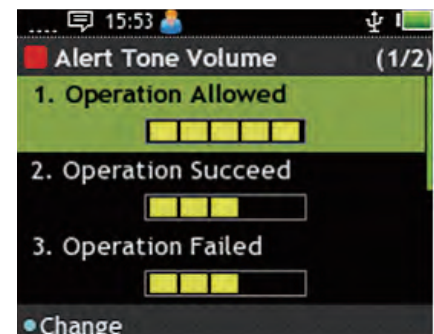 .... 15:53
Alert Tone Volume (1/2)
1. Operation Allowed
2. Operation Succeed
3. Operation Failed
Change